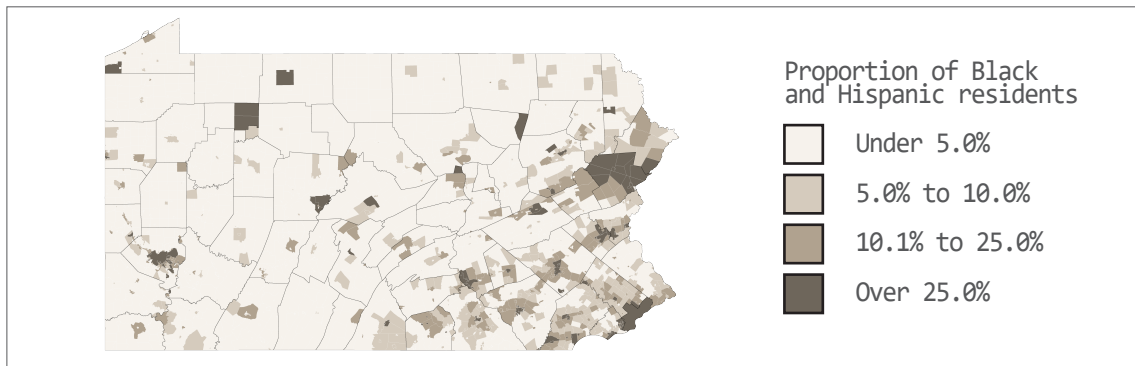 Proportion of Black
and Hispanic residents
Under 5.0%
5.0% to 10.0%
10.1% to 25.0%
Over 25.0%